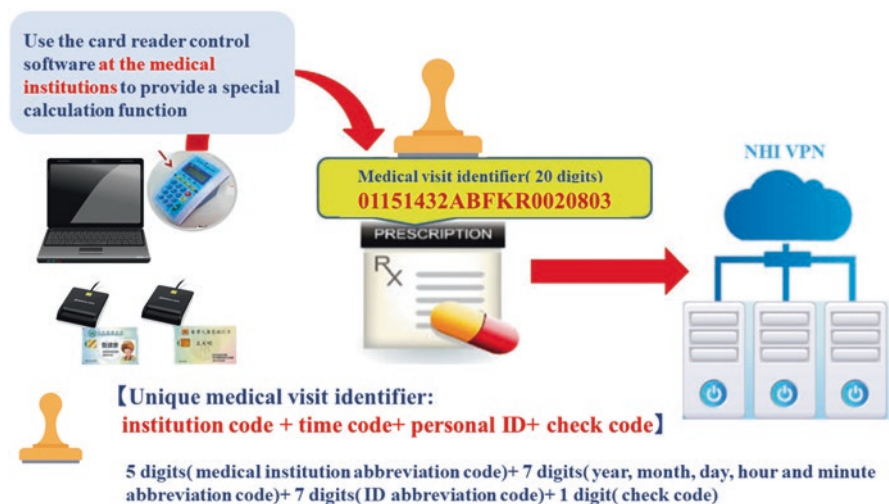 Use the card reader control
software at the medical
institutions to provide a special
calculation function
NHI VPN
Medical visit identifier( 20 digits)
01151432ABFKR0020803
PRESCRIPTION
Rx
【Unique medical visit identifier:
institution code + time code+ personal ID+ check code】
5 digits( medical institution abbreviation code)+ 7 digits( year, month, day, hour and minute
abbreviation code)+ 7 digits( ID abbreviation code)+ 1 digit( check code)